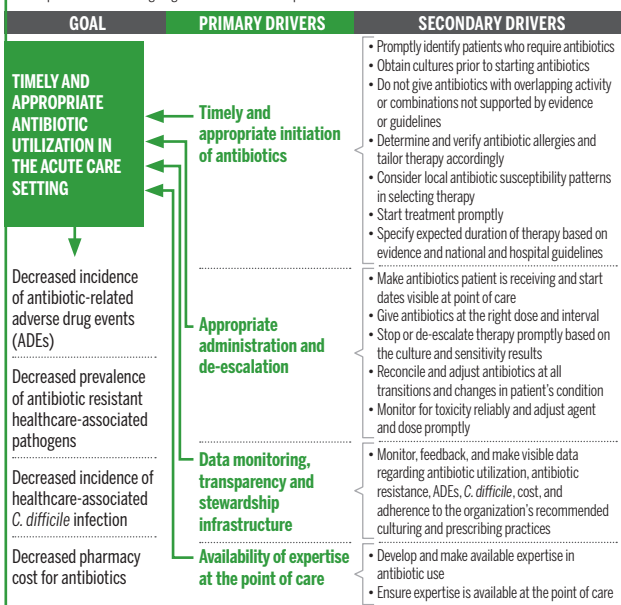 GOAL
PRIMARY DRIVERS
SECONDARY DRIVERS
TIMELY AND
APPROPRIATE
ANTIBIOTIC
UTILIZATION IN
THE ACUTE CARE
SETTING
Decreased incidence
of antibiotic-related
adverse drug events
(ADEs)
Decreased prevalence
of antibiotic resistant
healthcare-associated
pathogens
Decreased incidence of
healthcare-associated
C. difficile infection
Decreased pharmacy
cost for antibiotics
Timely and
appropriate initiation
of antibiotics
• Promptly identify patients who require antibiotics
• Obtain cultures prior to starting antibiotics
• Do not give antibiotics with overlapping activity
or combinations not supported by evidence
or guidelines
• Determine and verify antibiotic allergies and
tailor therapy accordingly
• Consider local antibiotic susceptibility patterns
in selecting therapy
• Start treatment promptly
• Specify expected duration of therapy based on
evidence and national and hospital guidelines
Appropriate
administration and
de-escalation
• Make antibiotics patient is receiving and start
dates visible at point of care
• Give antibiotics at the right dose and interval
• Stop or de-escalate therapy promptly based on
the culture and sensitivity results
• Reconcile and adjust antibiotics at all
transitions and changes in patient's condition
• Monitor for toxicity reliably and adjust agent
and dose promptly
Data monitoring,
transparency and
stewardship
infrastructure
• Monitor, feedback, and make visible data
regarding antibiotic utilization, antibiotic
resistance, ADEs, C. difficile, cost, and
adherence to the organization's recommended
culturing and prescribing practices
Availability of expertise
at the point of care
• Develop and make available expertise in
antibiotic use
• Ensure expertise is available at the point of care